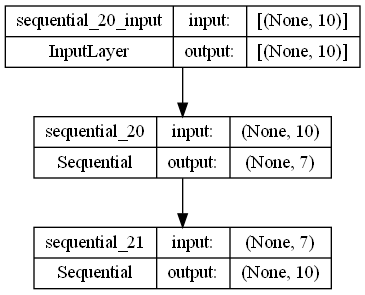 sequential_20_input input: [(None, 10)]
InputLayer output: [(None, 10)]
sequential_20 input: (None, 10)
Sequential output: (None, 7)
sequential_21 input: (None, 7)
Sequential output: (None, 10)